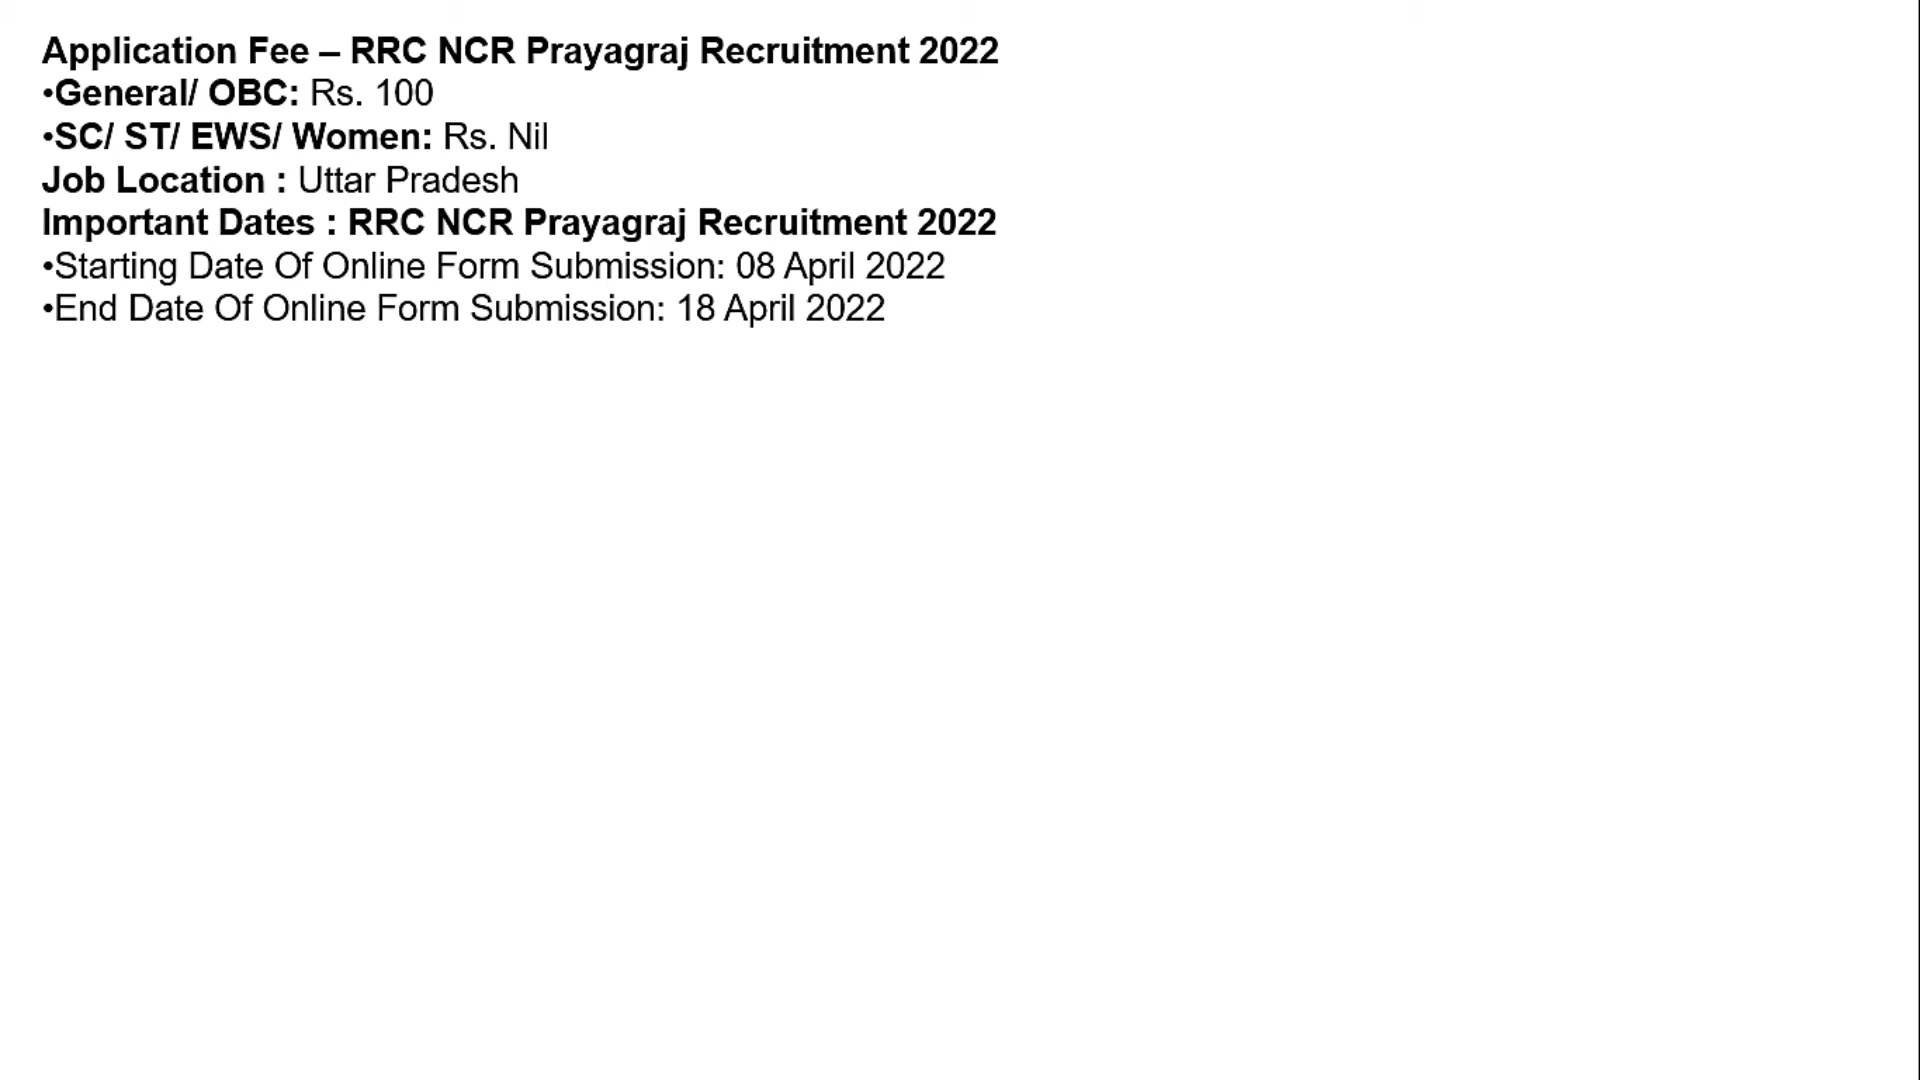 Application Fee – RRC NCR Prayagraj Recruitment 2022
•General/ OBC: Rs. 100
•SC/ ST/ EWS/ Women: Rs. Nil
Job Location : Uttar Pradesh
Important Dates : RRC NCR Prayagraj Recruitment 2022
•Starting Date Of Online Form Submission: 08 April 2022
•End Date Of Online Form Submission: 18 April 2022